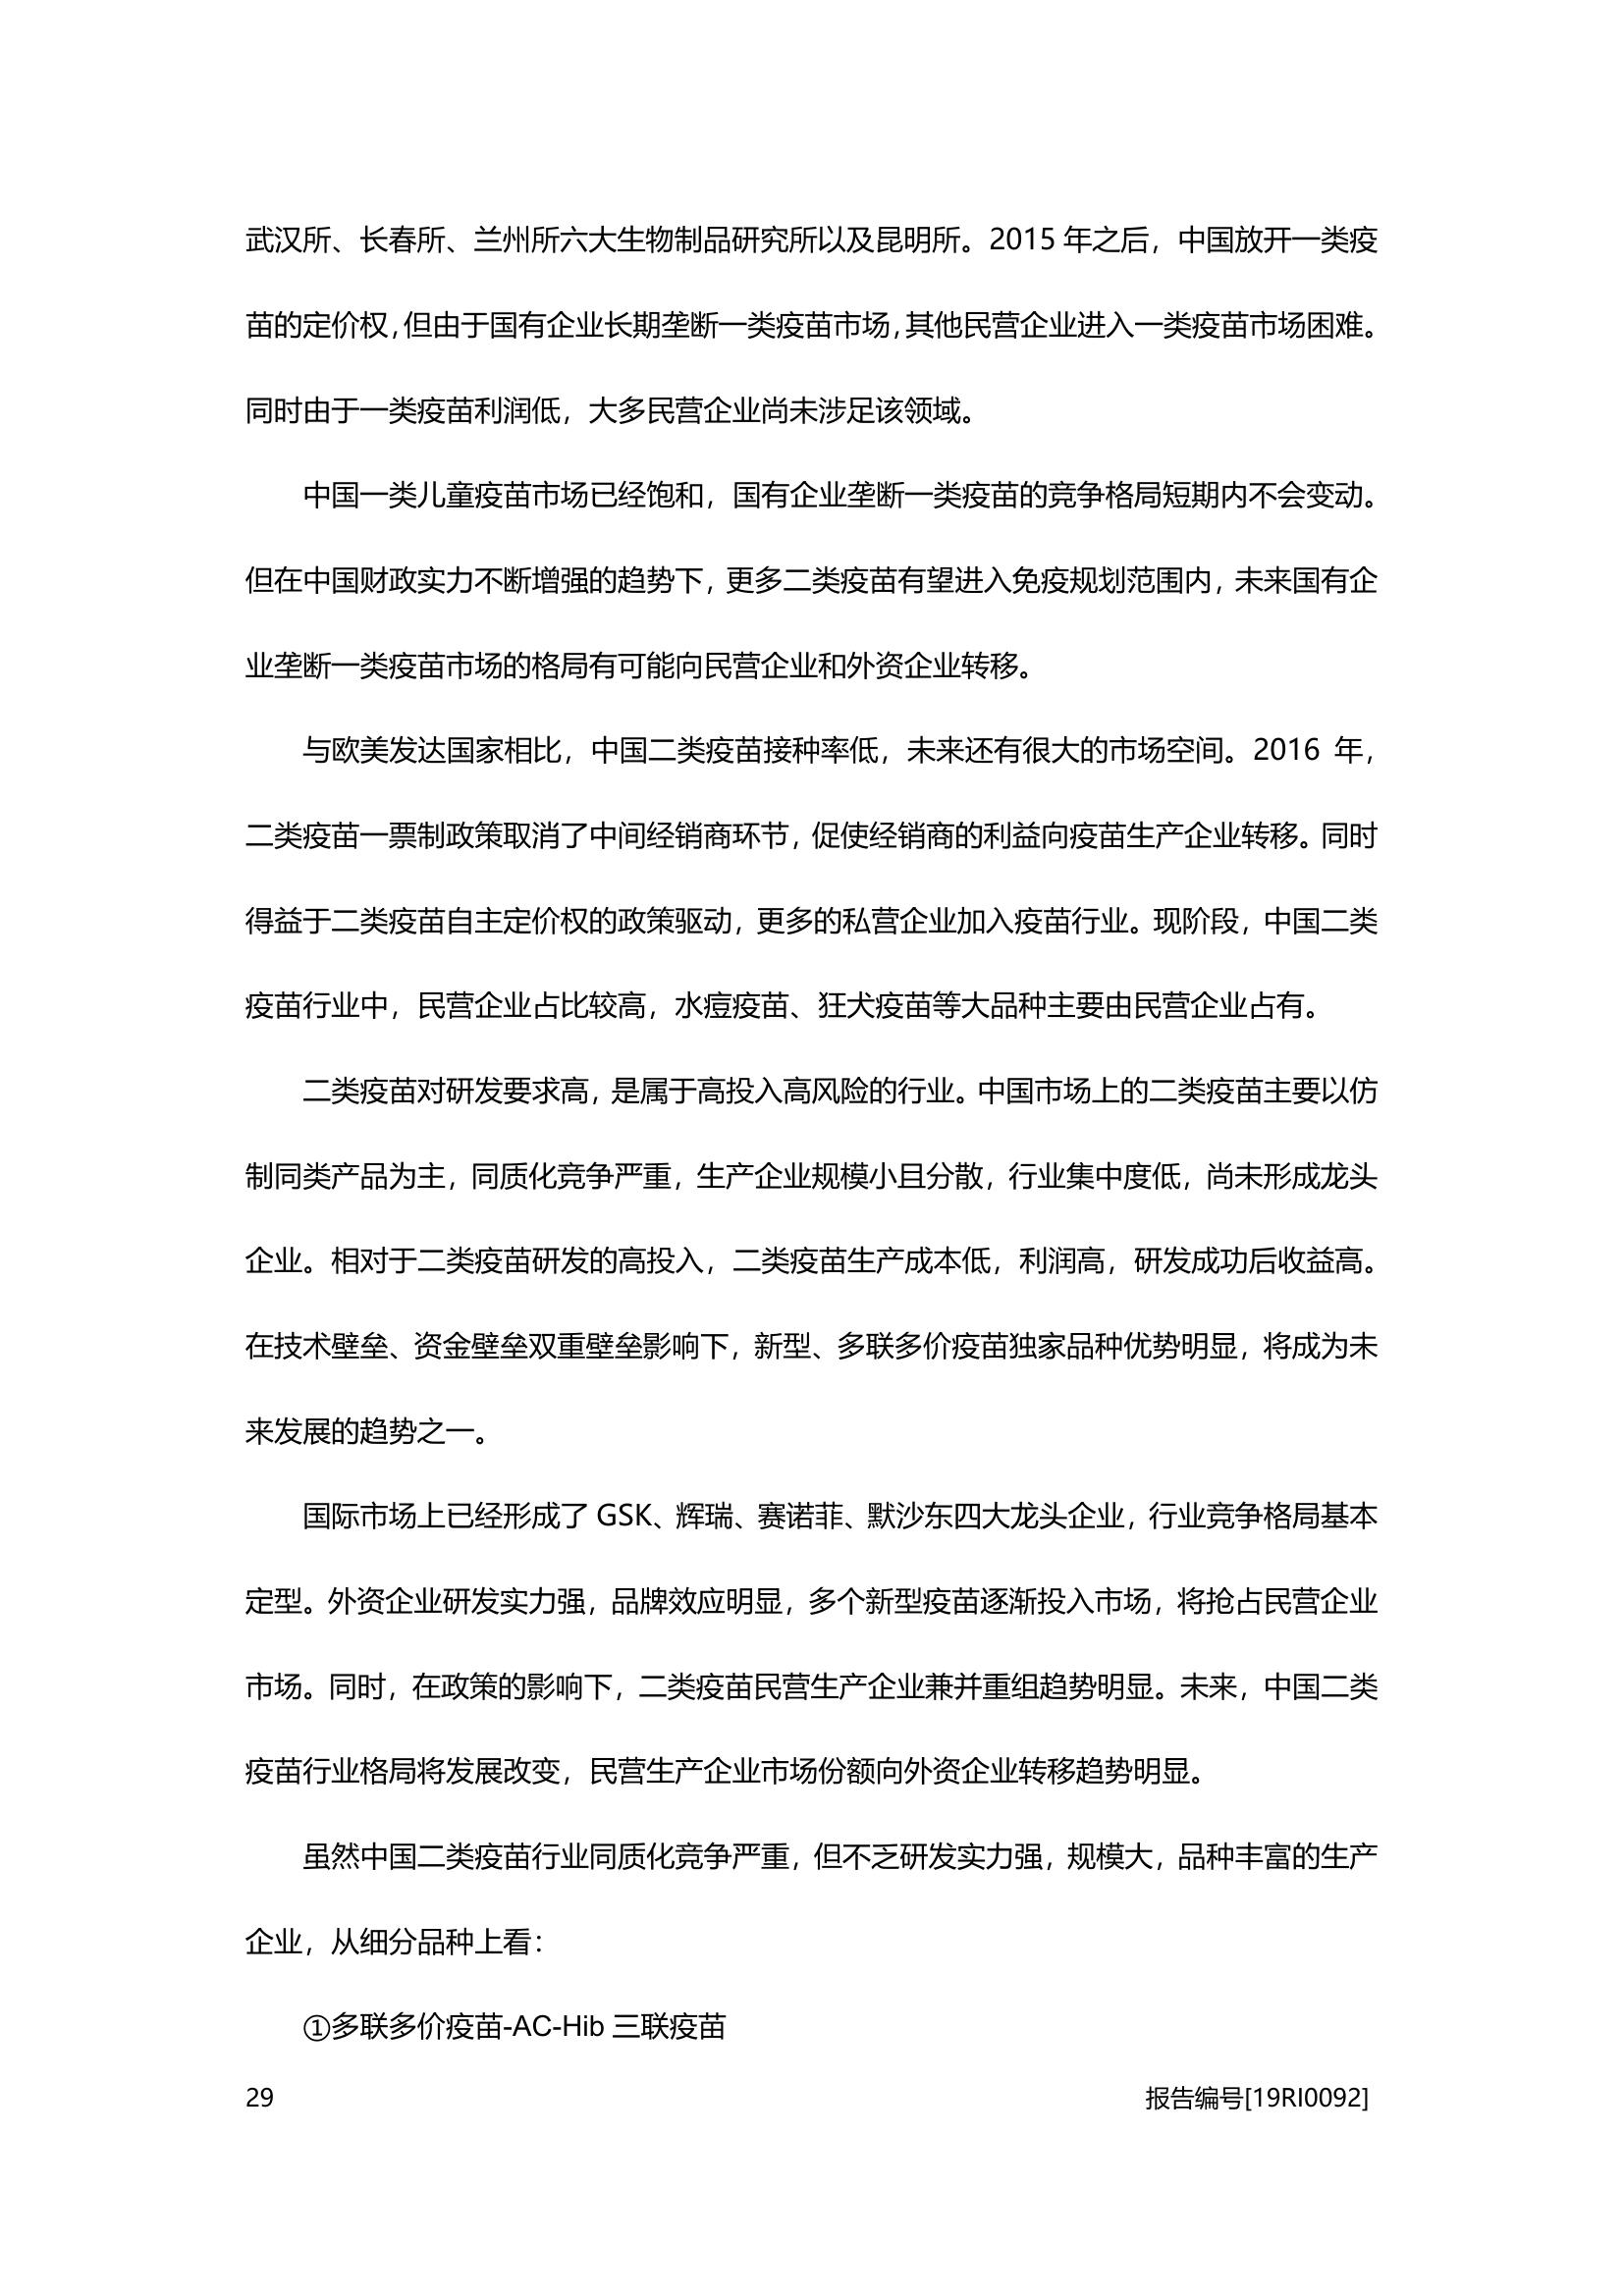 武汉所、长春所、兰州所六大生物制品研究所以及昆明所。2015 年之后，中国放开一类疫
苗的定价权，但由于国有企业长期垄断一类疫苗市场，其他民营企业进入一类疫苗市场困难。
同时由于一类疫苗利润低，大多民营企业尚未涉足该领域。
中国一类儿童疫苗市场已经饱和，国有企业垄断一类疫苗的竞争格局短期内不会变动。
但在中国财政实力不断增强的趋势下，更多二类疫苗有望进入免疫规划范围内，未来国有企
业垄断一类疫苗市场的格局有可能向民营企业和外资企业转移。
与欧美发达国家相比，中国二类疫苗接种率低，未来还有很大的市场空间。2016 年，
二类疫苗一票制政策取消了中间经销商环节，促使经销商的利益向疫苗生产企业转移。同时
得益于二类疫苗自主定价权的政策驱动，更多的私营企业加入疫苗行业。现阶段，中国二类
疫苗行业中，民营企业占比较高，水痘疫苗、狂犬疫苗等大品种主要由民营企业占有。
二类疫苗对研发要求高，是属于高投入高风险的行业。中国市场上的二类疫苗主要以仿
制同类产品为主，同质化竞争严重，生产企业规模小且分散，行业集中度低，尚未形成龙头
企业。相对于二类疫苗研发的高投入，二类疫苗生产成本低，利润高，研发成功后收益高。
在技术壁垒、资金壁垒双重壁垒影响下，新型、多联多价疫苗独家品种优势明显，将成为未
来发展的趋势之一。
国际市场上已经形成了 GSK、辉瑞、赛诺菲、默沙东四大龙头企业，行业竞争格局基本
定型。外资企业研发实力强，品牌效应明显，多个新型疫苗逐渐投入市场，将抢占民营企业
市场。同时，在政策的影响下，二类疫苗民营生产企业兼并重组趋势明显。未来，中国二类
疫苗行业格局将发展改变，民营生产企业市场份额向外资企业转移趋势明显。
虽然中国二类疫苗行业同质化竞争严重，但不乏研发实力强，规模大，品种丰富的生产
企业，从细分品种上看：
①多联多价疫苗-AC-Hib 三联疫苗
29 报告编号[19RI0092]